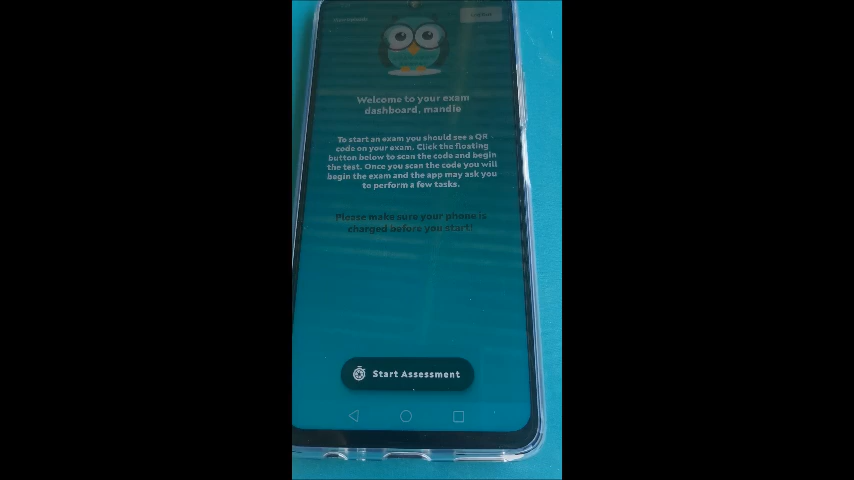 Welcome to your exam
dashboard, mandie
To start an exam you should see a QR
code on your exam. Click the floating
button below to scan the code and begin
the test. Once you scan the code you will
begin the exam and the app may ask you
to perform a few tasks.
Please make sure your phone is
charged before you start!
Start Assessment